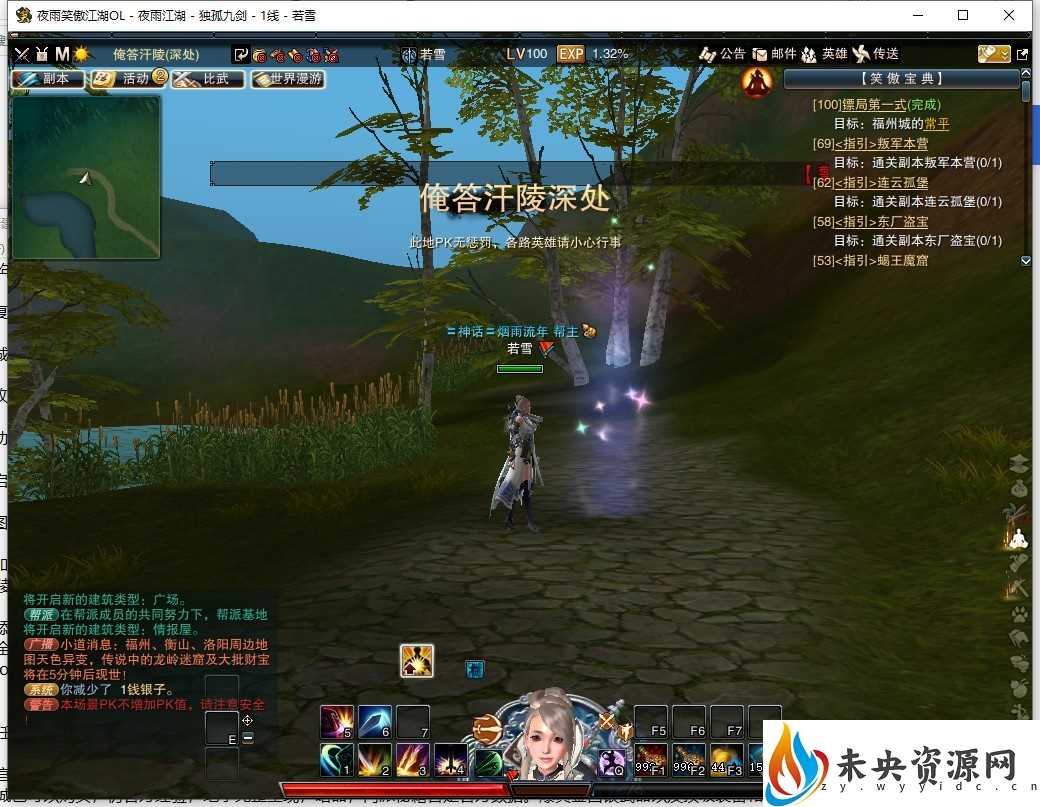 夜雨笑傲江湖OL - 夜雨江湖 - 独孤九剑 - 1线 - 若雪
M 俺答汗陵(深处) 若雪 LV100 EXP 1.32% 公告 邮件 英雄 传送
副本 活动 2 比武 世界漫游 【笑傲宝典】
[100]镖局第一式(完成)
目标：福州城的常平
[69]<指引>叛军本营
目标：通关副本叛军本营(0/1)
[62]<指引>连云孤堡
目标：通关副本连云孤堡(0/1)
[58]<指引>东厂盗宝
目标：通关副本东厂盗宝(0/1)
[53]<指引>蝎王魔窟
俺答汗陵深处
此地PK无惩罚、各路英雄请小心行事
〓神话〓烟雨流年 帮主
若雪
将开启新的建筑类型：广场。
帮派 在帮派成员的共同努力下，帮派基地
将开启新的建筑类型：情报屋。
广播 小道消息：福州、衡山、洛阳周边地
图天色异变，传说中的龙岭迷窟及大批财宝
将在5分钟后现世！
系统 你减少了 1钱银子。
警告 本场景PK不增加PK值，请注意安全
！
E
5 6 7 F5 F6 F7
1 2 3 4 Q 99 F1 99 F2 44 F3 15
未央资源网
zy.wyyidc.cn